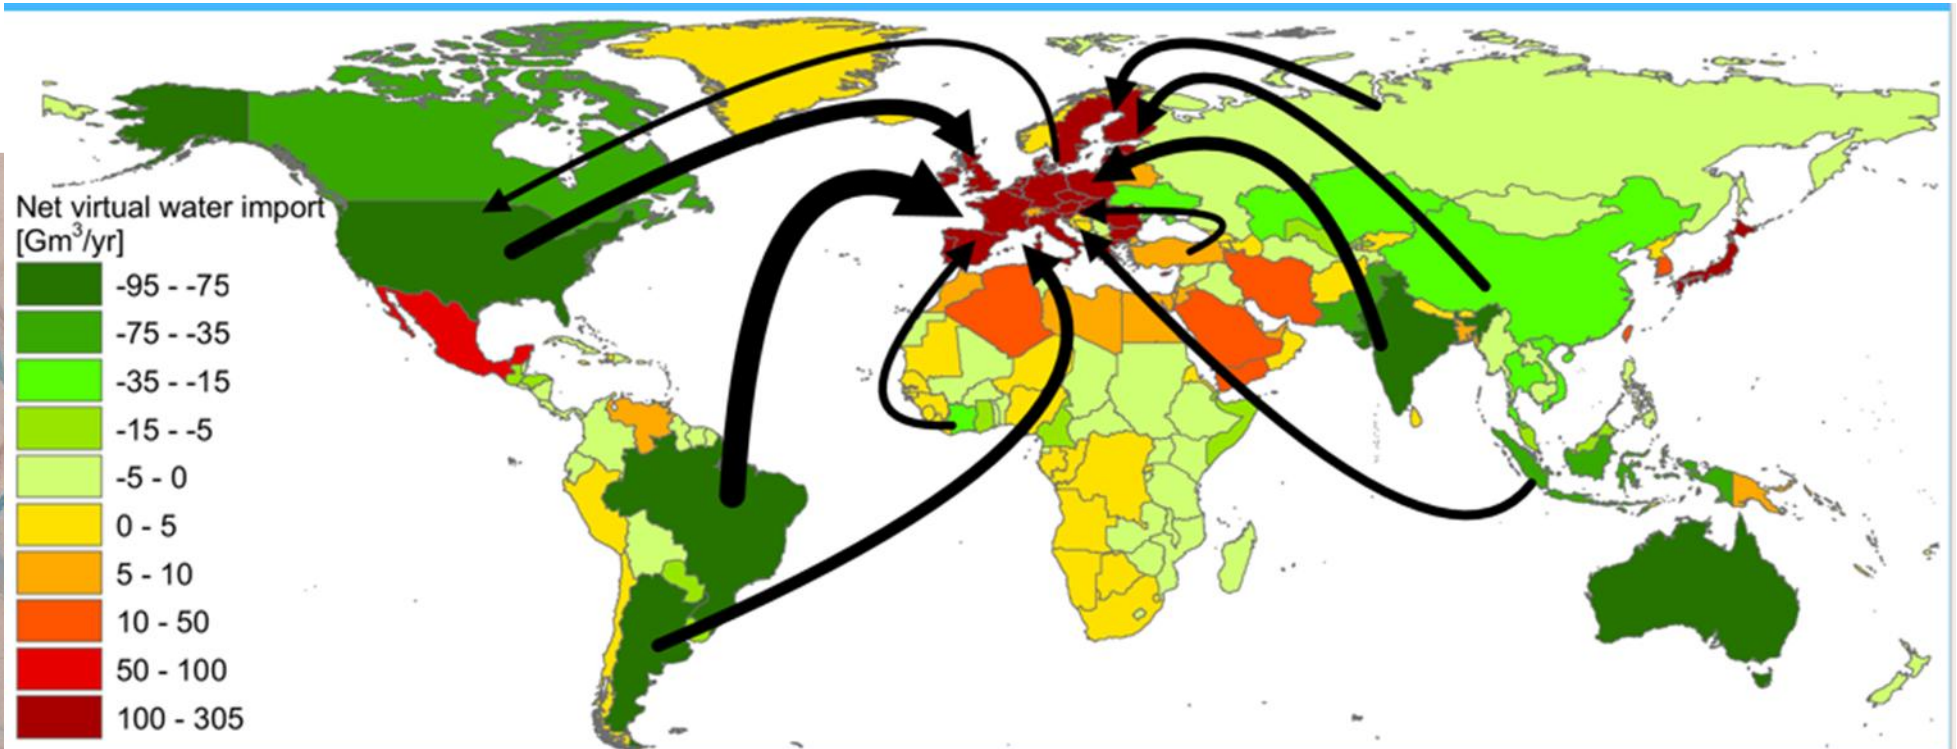 Net virtual water import
[Gm³/yr]
-95 - -75
-75 - -35
-35 - -15
-15 - -5
-5 - 0
0 - 5
5 - 10
10 - 50
50 - 100
100 - 305